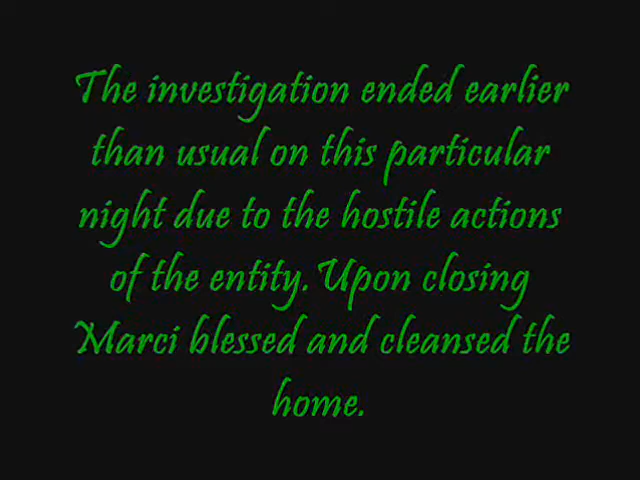 The investigation ended earlier
than usual on this particular
night due to the hostile actions
of the entity. Upon closing
Marci blessed and cleansed the
home.